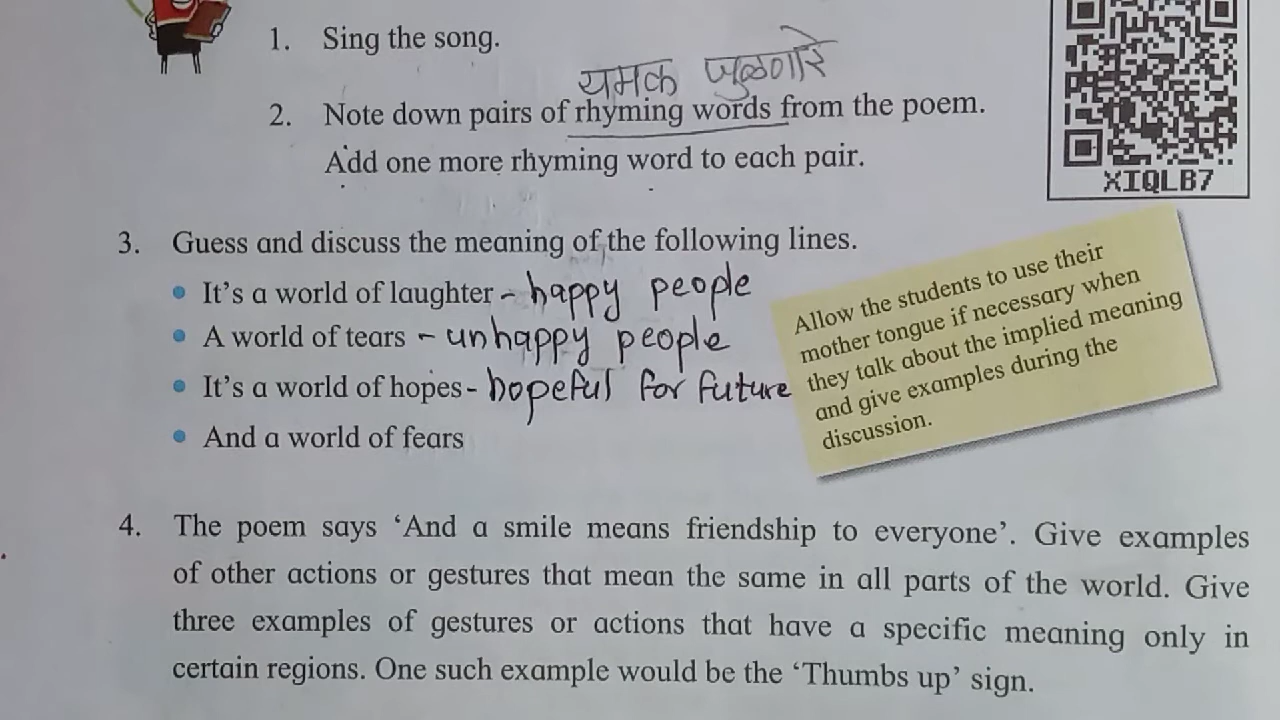 1. Sing the song.
यमक जुळणारे
2. Note down pairs of rhyming words from the poem.
Add one more rhyming word to each pair.
XIQLB7
3. Guess and discuss the meaning of the following lines.
• It's a world of laughter - happy people
• A world of tears - unhappy people
• It's a world of hopes - hopeful for future
• And a world of fears
Allow the students to use their
mother tongue if necessary when
they talk about the implied meaning
and give examples during the
discussion.
4. The poem says 'And a smile means friendship to everyone'. Give examples
of other actions or gestures that mean the same in all parts of the world. Give
three examples of gestures or actions that have a specific meaning only in
certain regions. One such example would be the 'Thumbs up' sign.